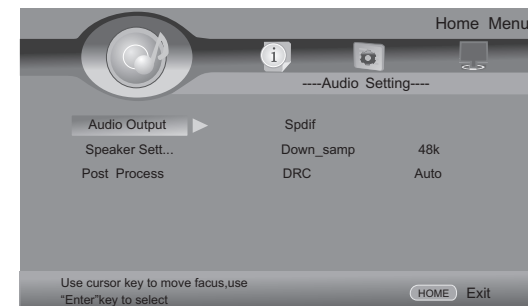 Home Menu
i
----Audio Setting----
Audio Output Spdif
Speaker Sett... Down_samp 48k
Post Process DRC Auto
Use cursor key to move facus,use
“Enter”key to select
HOME Exit